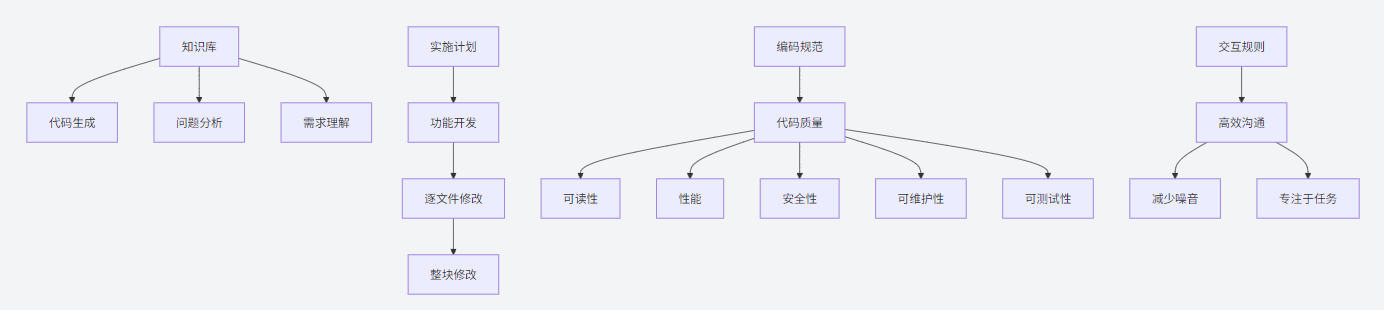 知识库
实施计划
编码规范
交互规则
代码生成
问题分析
需求理解
功能开发
代码质量
高效沟通
逐文件修改
可读性
性能
安全性
可维护性
可测试性
减少噪音
专注于任务
整块修改